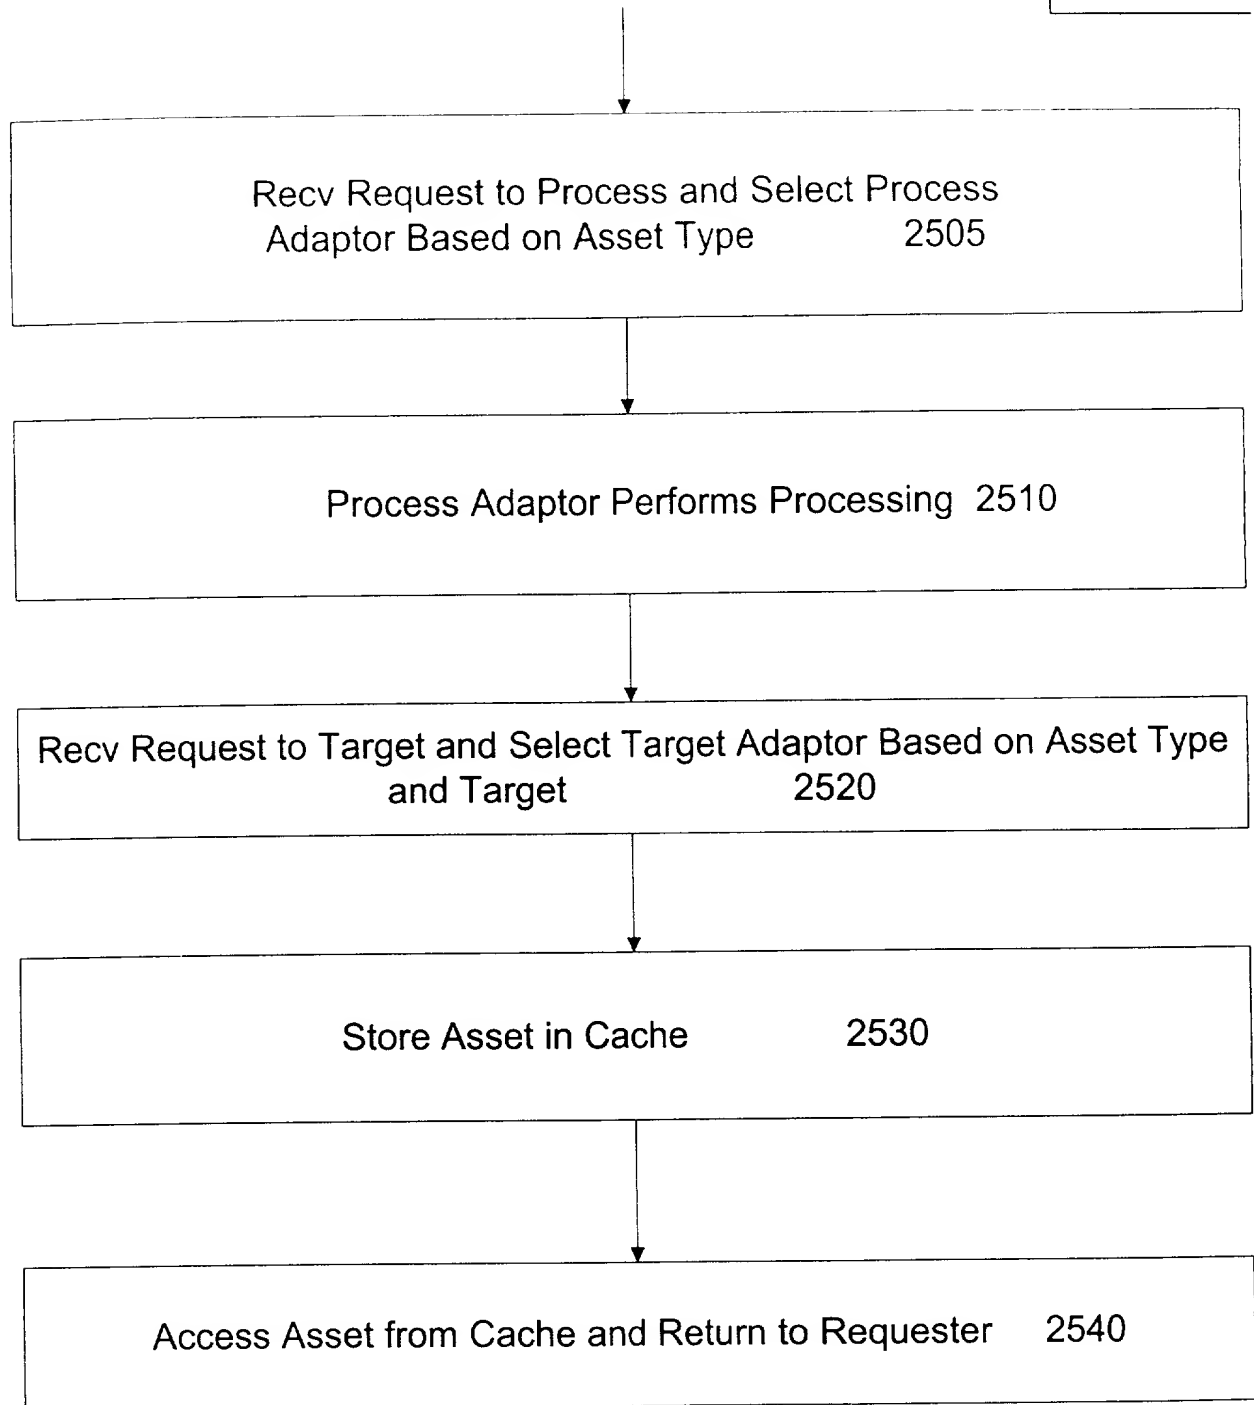 Recv Request to Process and Select Process
Adaptor Based on Asset Type 2505
Process Adaptor Performs Processing 2510
Recv Request to Target and Select Target Adaptor Based on Asset Type
and Target 2520
Store Asset in Cache 2530
Access Asset from Cache and Return to Requester 2540